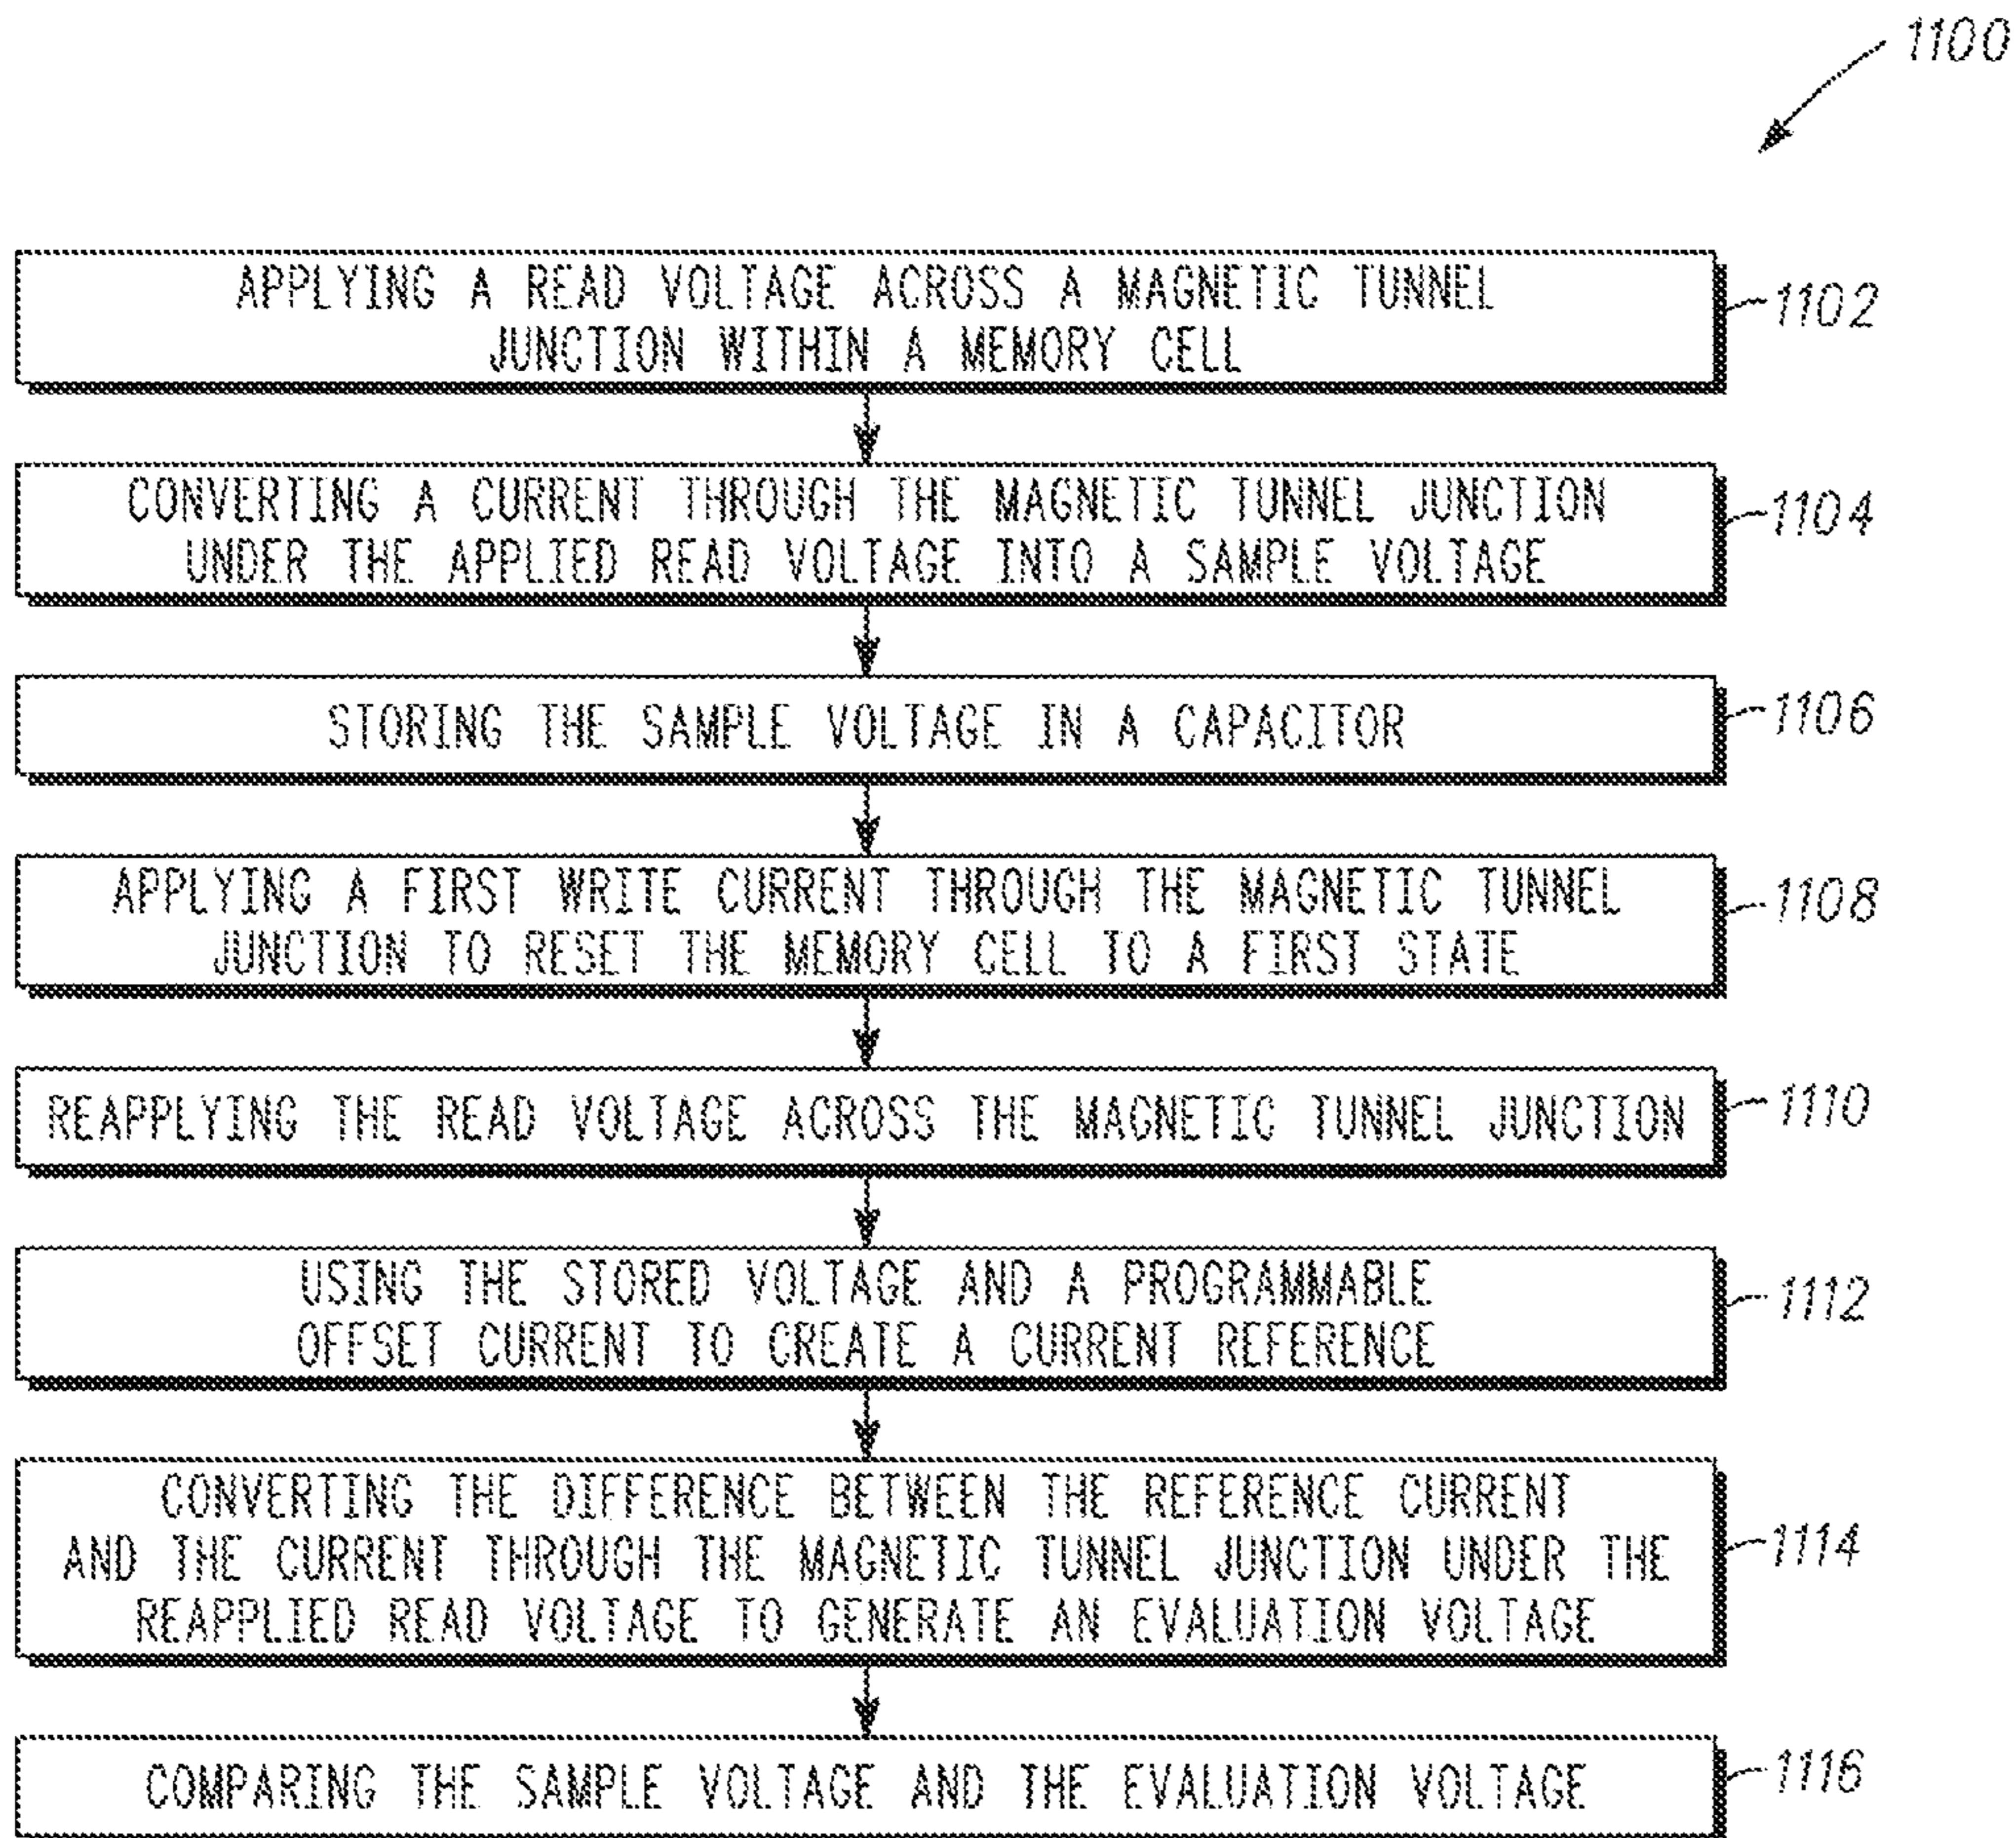 1100
APPLYING A READ VOLTAGE ACROSS A MAGNETIC TUNNEL
JUNCTION WITHIN A MEMORY CELL
1102
CONVERTING A CURRENT THROUGH THE MAGNETIC TUNNEL JUNCTION
UNDER THE APPLIED READ VOLTAGE INTO A SAMPLE VOLTAGE
1104
STORING THE SAMPLE VOLTAGE IN A CAPACITOR
1106
APPLYING A FIRST WRITE CURRENT THROUGH THE MAGNETIC TUNNEL
JUNCTION TO RESET THE MEMORY CELL TO A FIRST STATE
1108
REAPPLYING THE READ VOLTAGE ACROSS THE MAGNETIC TUNNEL JUNCTION
1110
USING THE STORED VOLTAGE AND A PROGRAMMABLE
OFFSET CURRENT TO CREATE A CURRENT REFERENCE
1112
CONVERTING THE DIFFERENCE BETWEEN THE REFERENCE CURRENT
AND THE CURRENT THROUGH THE MAGNETIC TUNNEL JUNCTION UNDER THE
REAPPLIED READ VOLTAGE TO GENERATE AN EVALUATION VOLTAGE
1114
COMPARING THE SAMPLE VOLTAGE AND THE EVALUATION VOLTAGE
1116